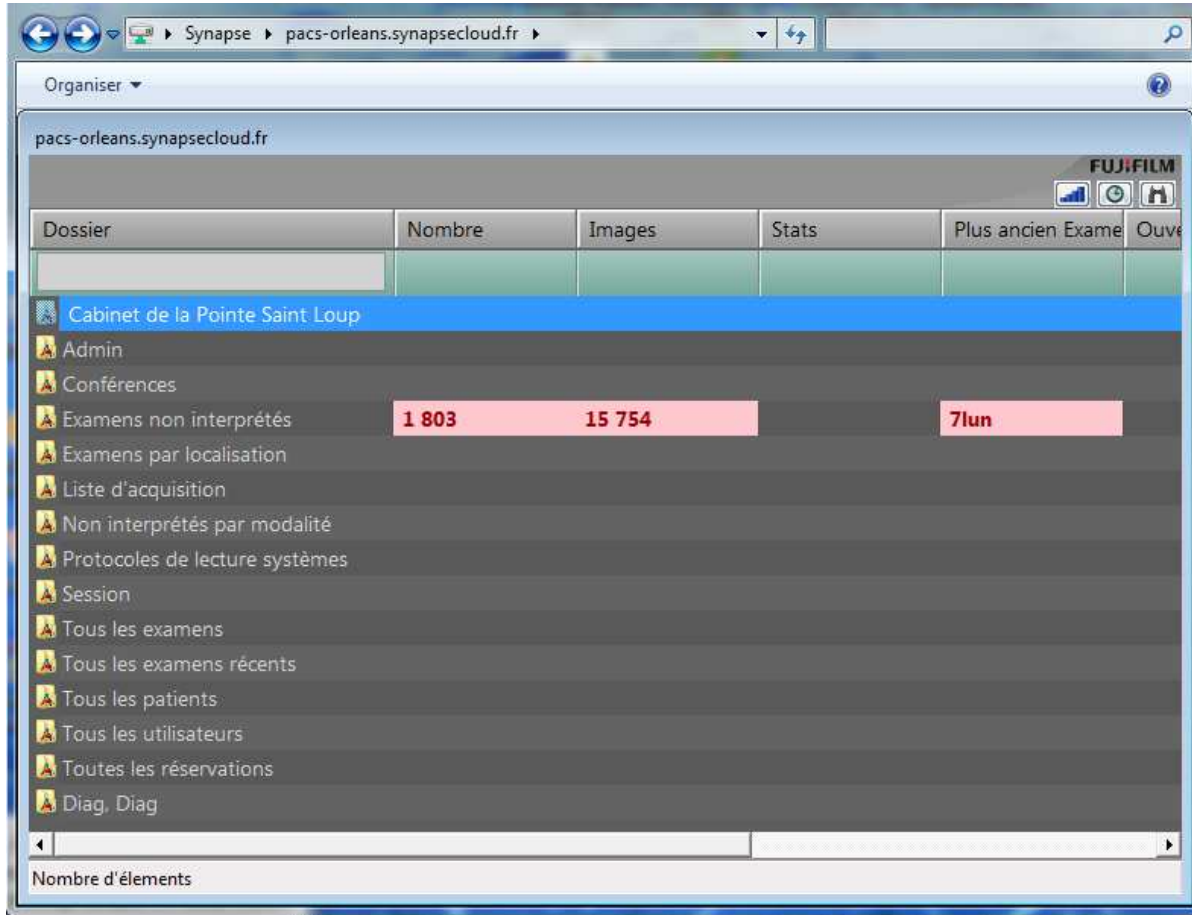 Synapse pacs-orleans.synapsecloud.fr
Organiser
pacs-orleans.synapsecloud.fr
FUJIFILM
Dossier Nombre Images Stats Plus ancien Exame Ouve
Cabinet de la Pointe Saint Loup
Admin
Conférences
Examens non interprétés 1 803 15 754 7lun
Examens par localisation
Liste d'acquisition
Non interprétés par modalité
Protocoles de lecture systèmes
Session
Tous les examens
Tous les examens récents
Tous les patients
Tous les utilisateurs
Toutes les réservations
Diag, Diag
Nombre d'élements